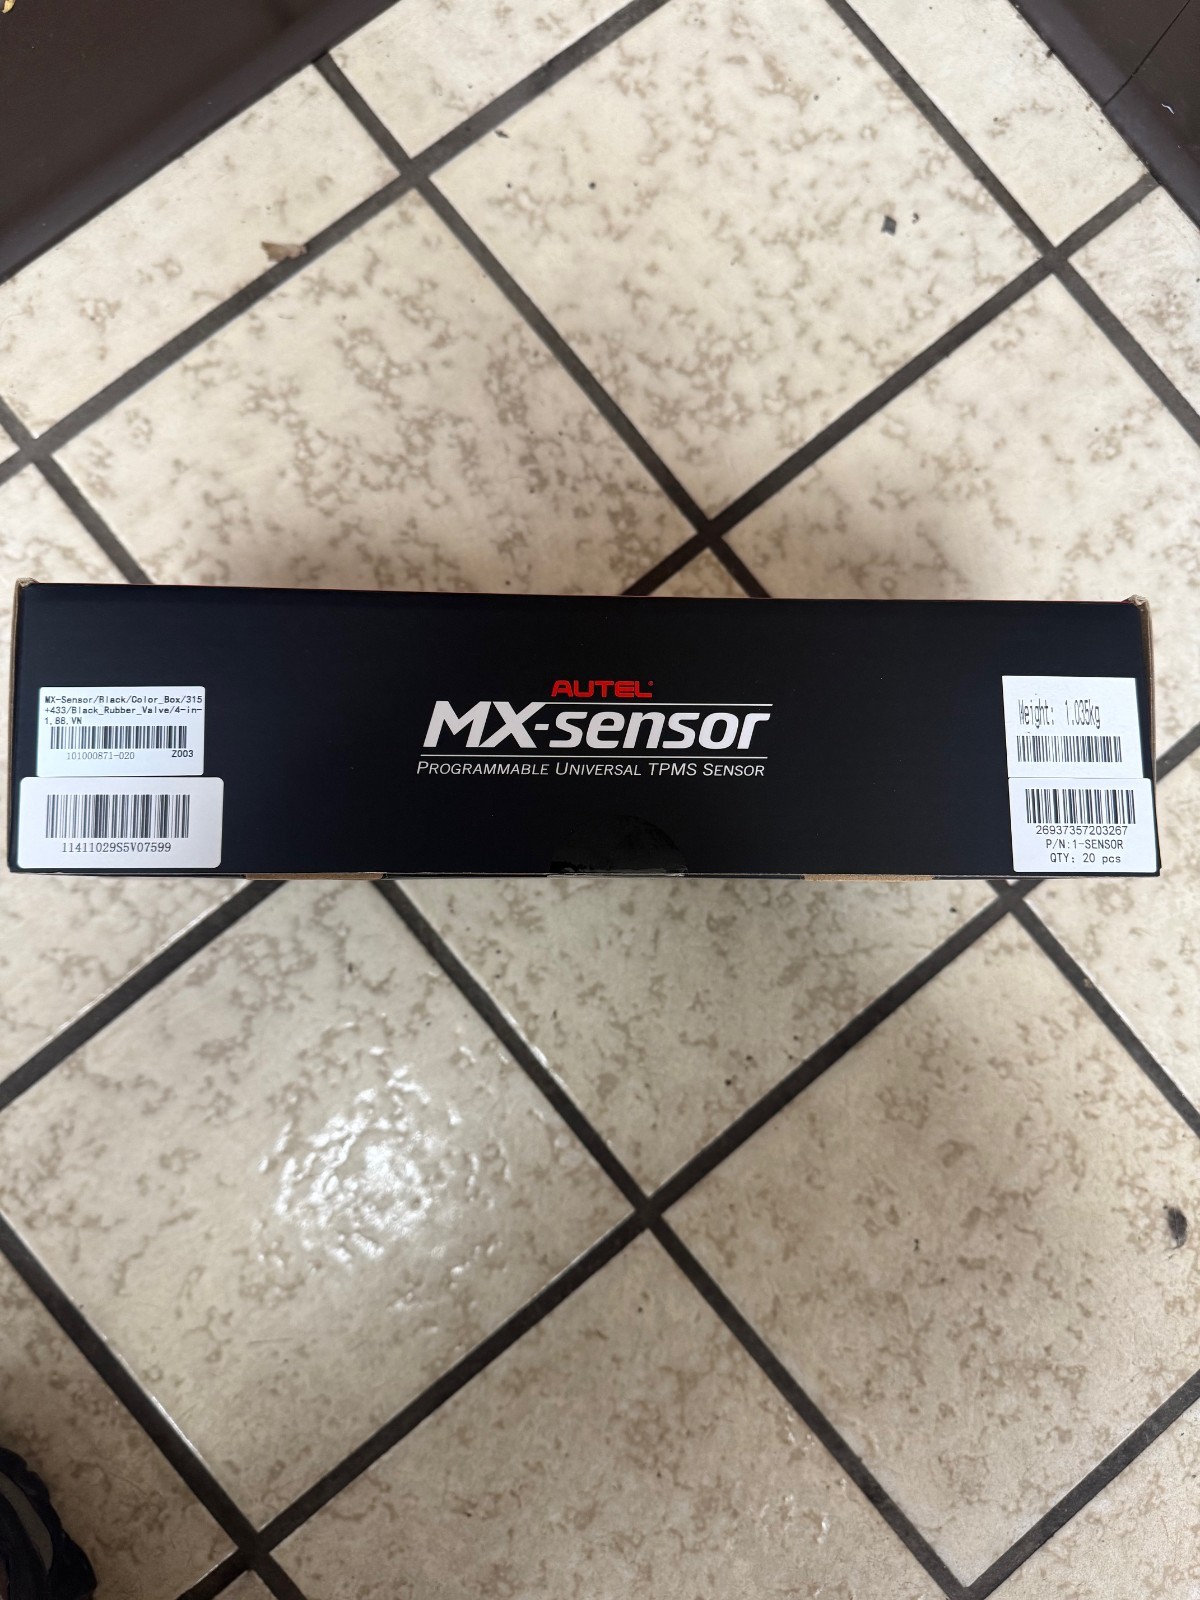 MX-Sensor/Black/Color_Box/315
+433/Black_Rubber_Valve/4-in-
1,BB,VN
101000871-020 Z003
11411029S5V07599
AUTEL
MX-sensor
PROGRAMMABLE UNIVERSAL TPMS SENSOR
Weight: 1.035kg
26937357203267
P/N:1-SENSOR
QTY: 20 pcs